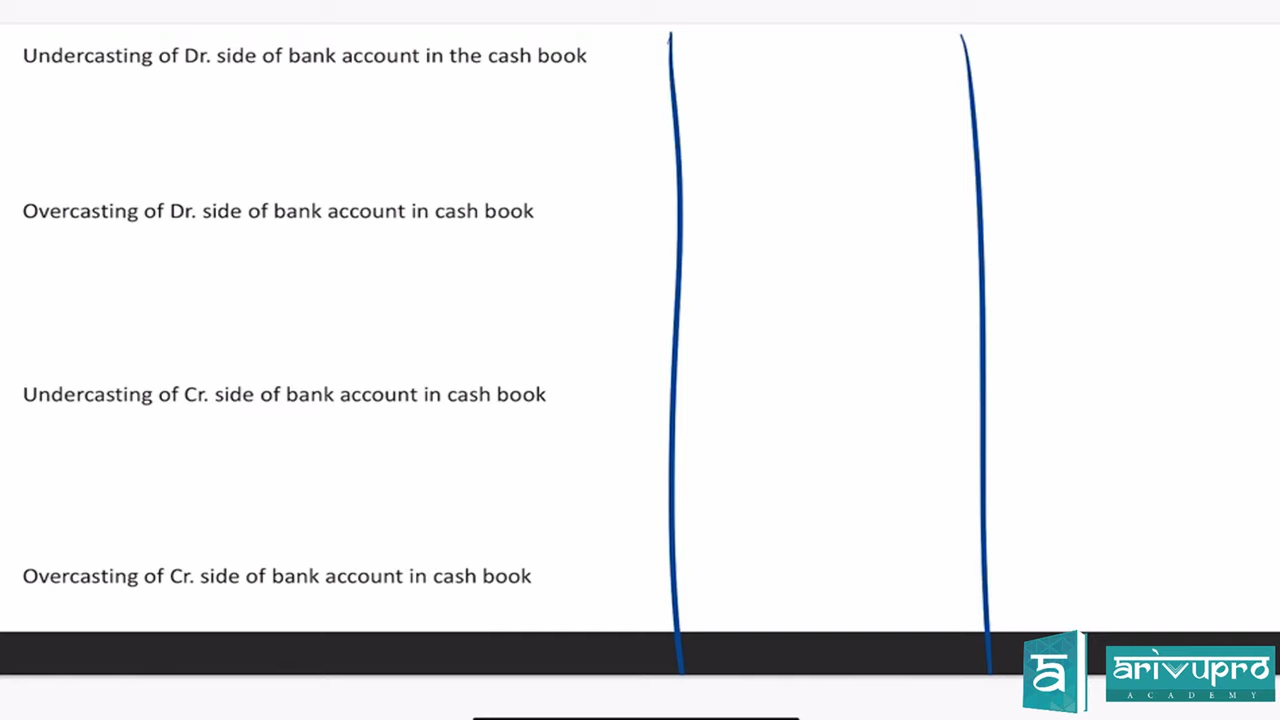 Undercasting of Dr. side of bank account in the cash book
Overcasting of Dr. side of bank account in cash book
Undercasting of Cr. side of bank account in cash book
Overcasting of Cr. side of bank account in cash book
ā
arivupro
ACADEMY